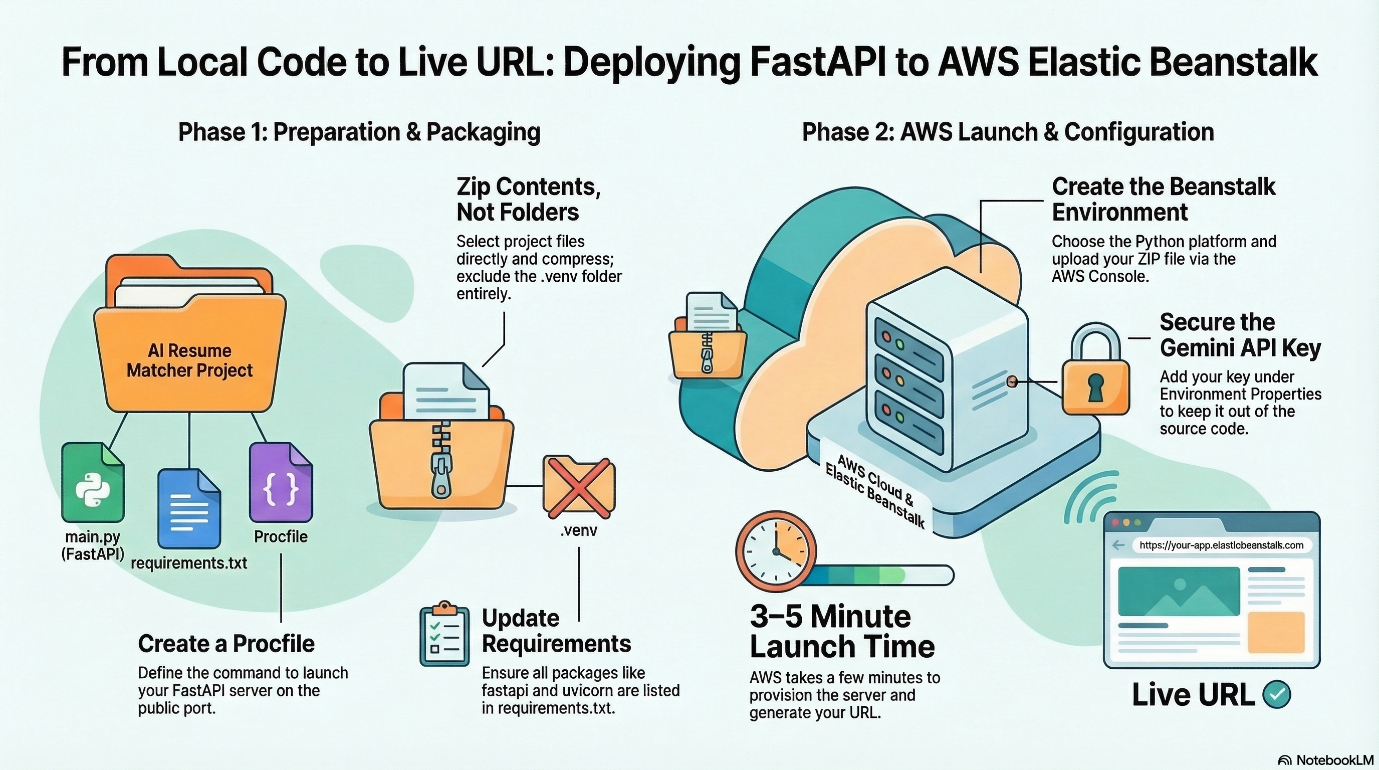 From Local Code to Live URL: Deploying FastAPI to AWS Elastic Beanstalk
Phase 1: Preparation & Packaging
Zip Contents,
Not Folders
Select project files
directly and compress;
exclude the .venv folder
entirely.
AI Resume
Matcher Project
main.py
(FastAPI)
requirements.txt
Procfile
.venv
Create a Procfile
Define the command to launch
your FastAPI server on the
public port.
Update
Requirements
Ensure all packages like
fastapi and uvicorn are listed
in requirements.txt.
Phase 2: AWS Launch & Configuration
Create the Beanstalk
Environment
Choose the Python platform and
upload your ZIP file via the
AWS Console.
Secure the
Gemini API Key
Add your key under
Environment Properties
to keep it out of the
source code.
AWS Cloud &
Elastic Beanstalk
3–5 Minute
Launch Time
AWS takes a few minutes to
provision the server and
generate your URL.
https://your-app.elasticbeanstalk.com
Live URL
NotebookLM